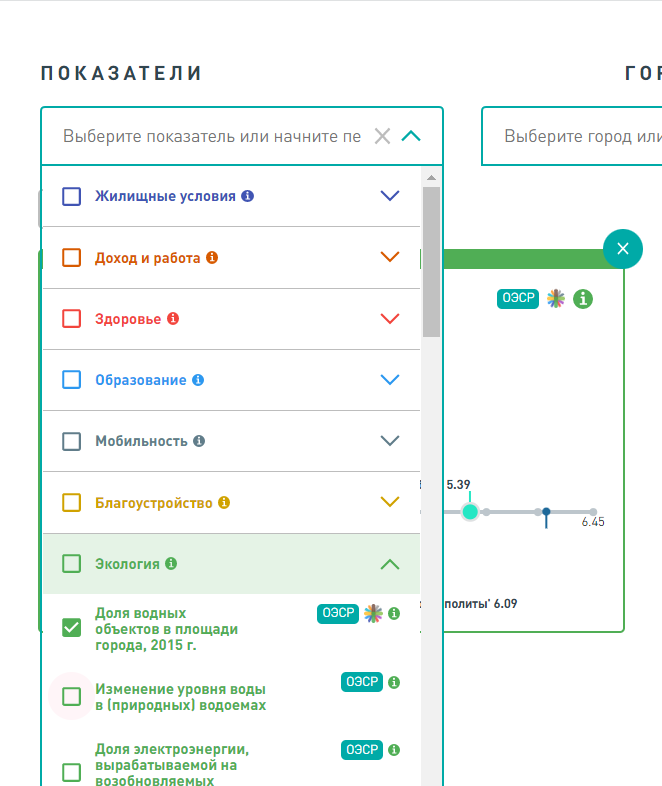 ПОКАЗАТЕЛИ
Выберите показатель или начните пе
Выберите город или
Жилищные условия
Доход и работа
Здоровье
ОЭСР
Образование
Мобильность
5.39
Благоустройство
6.45
Экология
политы' 6.09
Доля водных
объектов в площади
города, 2015 г.
ОЭСР
Изменение уровня воды
в (природных) водоемах
ОЭСР
Доля электроэнергии,
вырабатываемой на
возобновляемых
ОЭСР